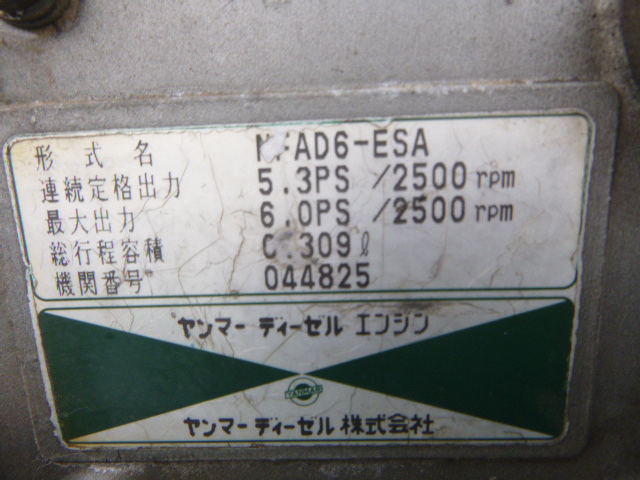 形式名 NFAD6-ESA
連続定格出力 5.3PS /2500 rpm
最大出力 6.0PS /2500 rpm
総行程容積 0.309ℓ
機関番号 044825
ヤンマー ディーゼル エンジン
YANMAR
ヤンマー ディーゼル 株式会社